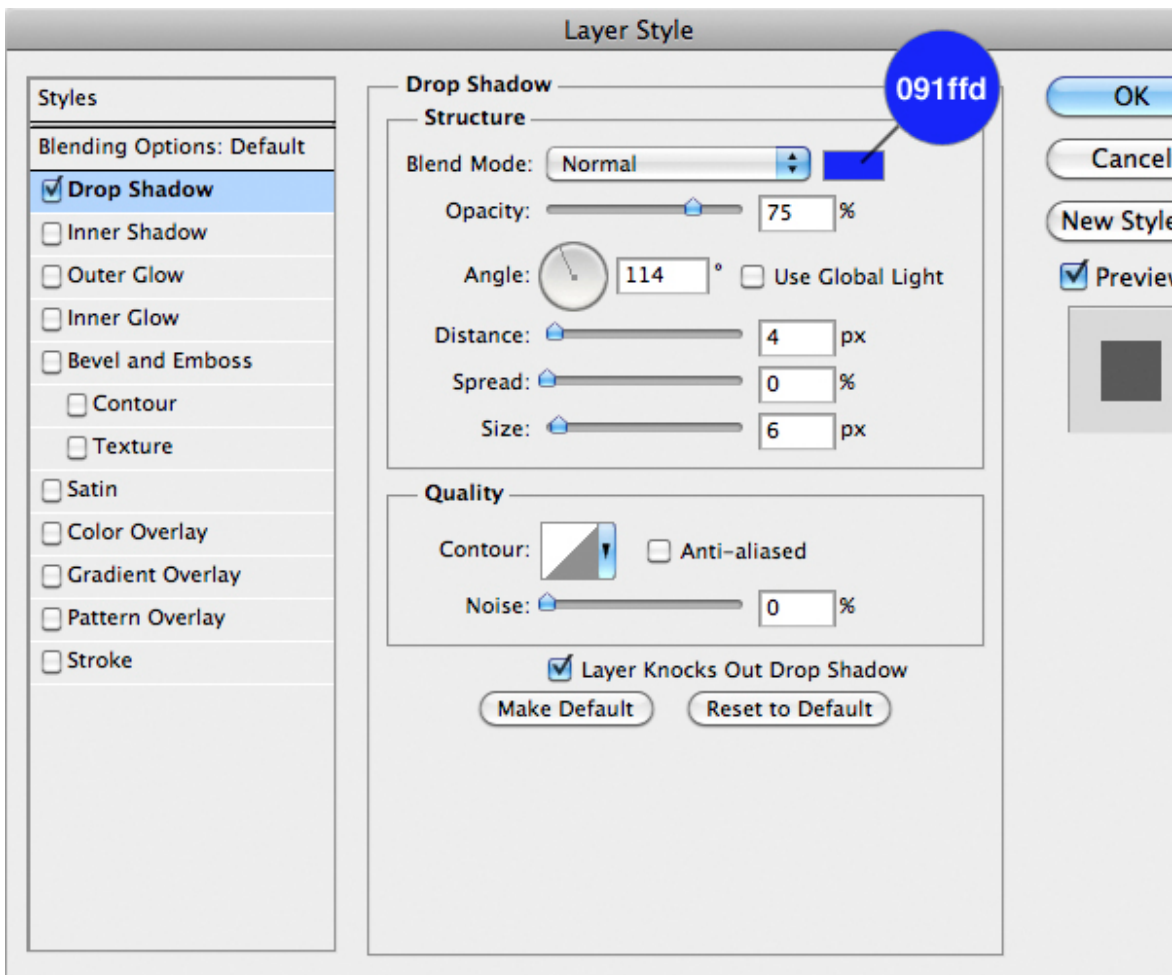 Layer Style
Styles
Blending Options: Default
Drop Shadow
Inner Shadow
Outer Glow
Inner Glow
Bevel and Emboss
Contour
Texture
Satin
Color Overlay
Gradient Overlay
Pattern Overlay
Stroke
Drop Shadow
Structure
091ffd
Blend Mode: Normal
Opacity: 75 %
Angle: 114 ° Use Global Light
Distance: 4 px
Spread: 0 %
Size: 6 px
Quality
Contour: Anti-aliased
Noise: 0 %
Layer Knocks Out Drop Shadow
Make Default Reset to Default
OK
Cancel
New Style
Preview